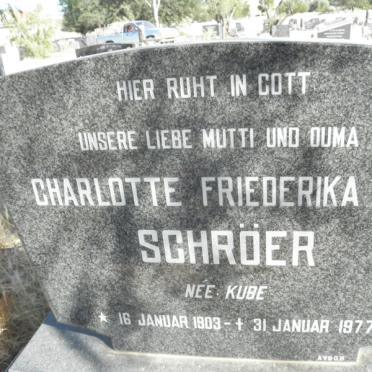 HIER RUHT IN GOTT
UNSERE LIEBE MUTTI UND OUMA
CHARLOTTE FRIEDERIKA
SCHRÖER
NÉE: KUBE
* 16 JANUAR 1903 - † 31 JANUAR 1977
AVBOB